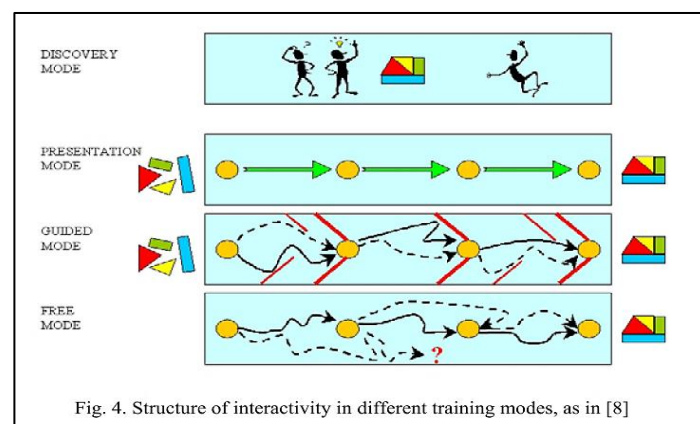 DISCOVERY
MODE
PRESENTATION
MODE
GUIDED
MODE
FREE
MODE
?
Fig. 4. Structure of interactivity in different training modes, as in [8]